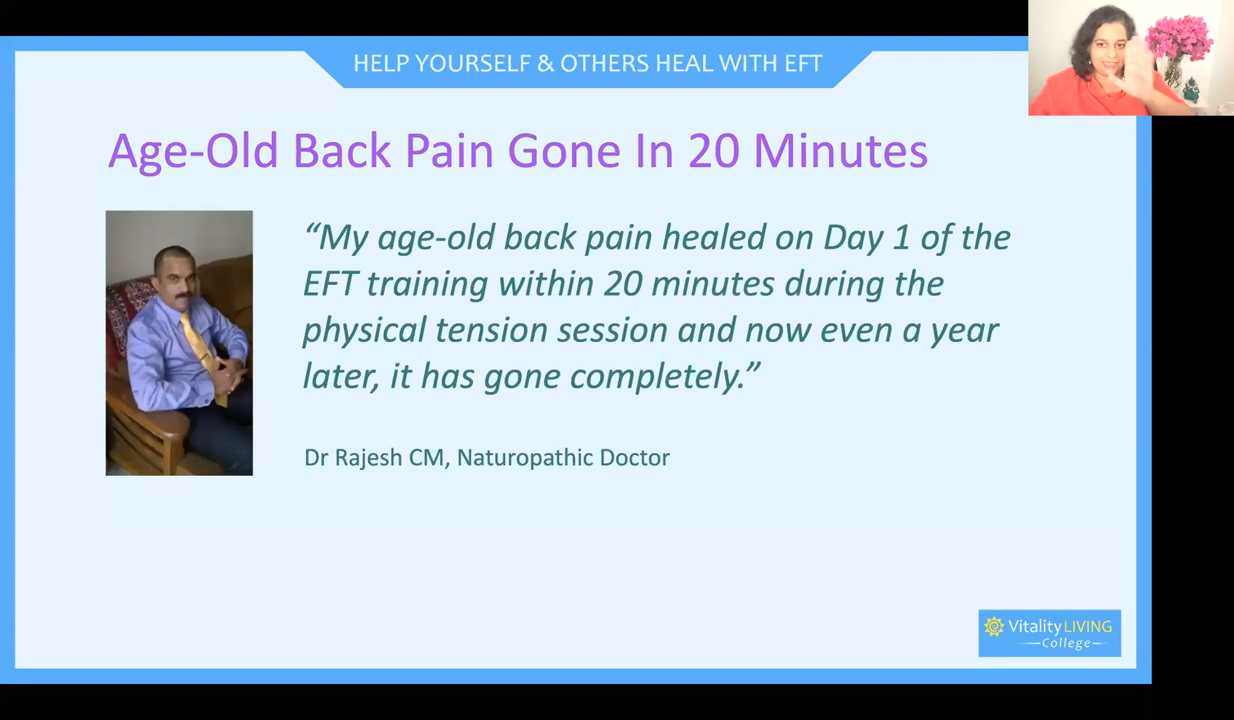 HELP YOURSELF & OTHERS HEAL WITH EFT
Age-Old Back Pain Gone In 20 Minutes
“My age-old back pain healed on Day 1 of the
EFT training within 20 minutes during the
physical tension session and now even a year
later, it has gone completely.”
Dr Rajesh CM, Naturopathic Doctor
Vitality LIVING
College